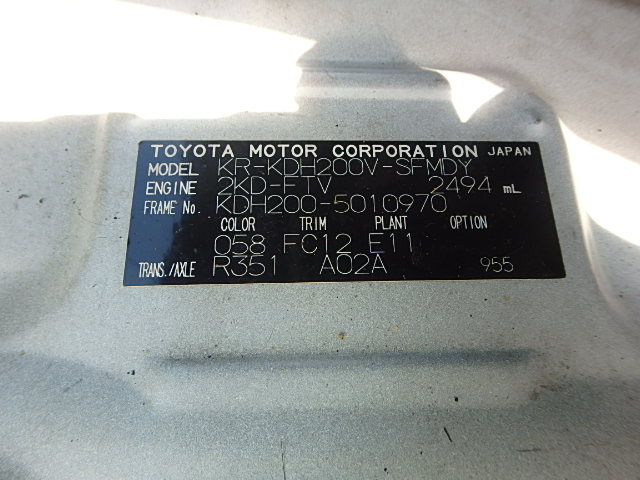 TOYOTA MOTOR CORPORATION JAPAN
MODEL KR-KDH200V-SFMDY
ENGINE 2KD-FTV 2494 mL
FRAME No. KDH200-5010970
COLOR TRIM PLANT OPTION
058 FC12 E11
TRANS./AXLE R351 A02A 955